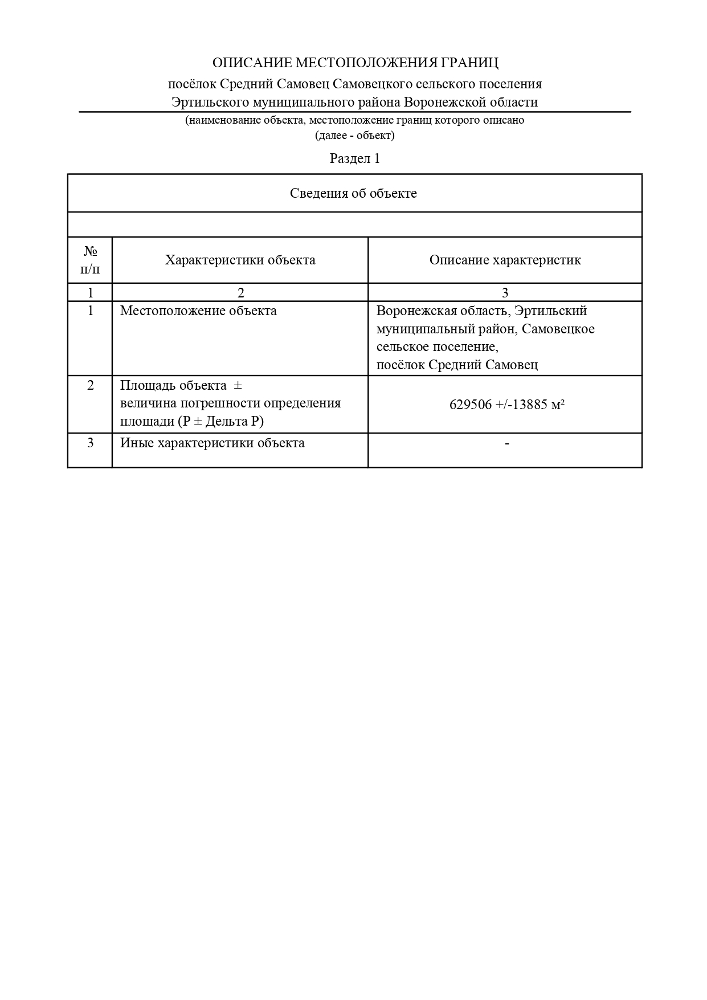 ОПИСАНИЕ МЕСТОПОЛОЖЕНИЯ ГРАНИЦ
посёлок Средний Самовец Самовецкого сельского поселения
Эртильского муниципального района Воронежской области
(наименование объекта, местоположение границ которого описано
(далее - объект)
Раздел 1
Сведения об объекте
№
п/п
Характеристики объекта
Описание характеристик
1
2
3
1
Местоположение объекта
Воронежская область, Эртильский
муниципальный район, Самовецкое
сельское поселение,
посёлок Средний Самовец
2
Площадь объекта ±
величина погрешности определения
площади (Р ± Дельта Р)
629506 +/-13885 м²
3
Иные характеристики объекта
-